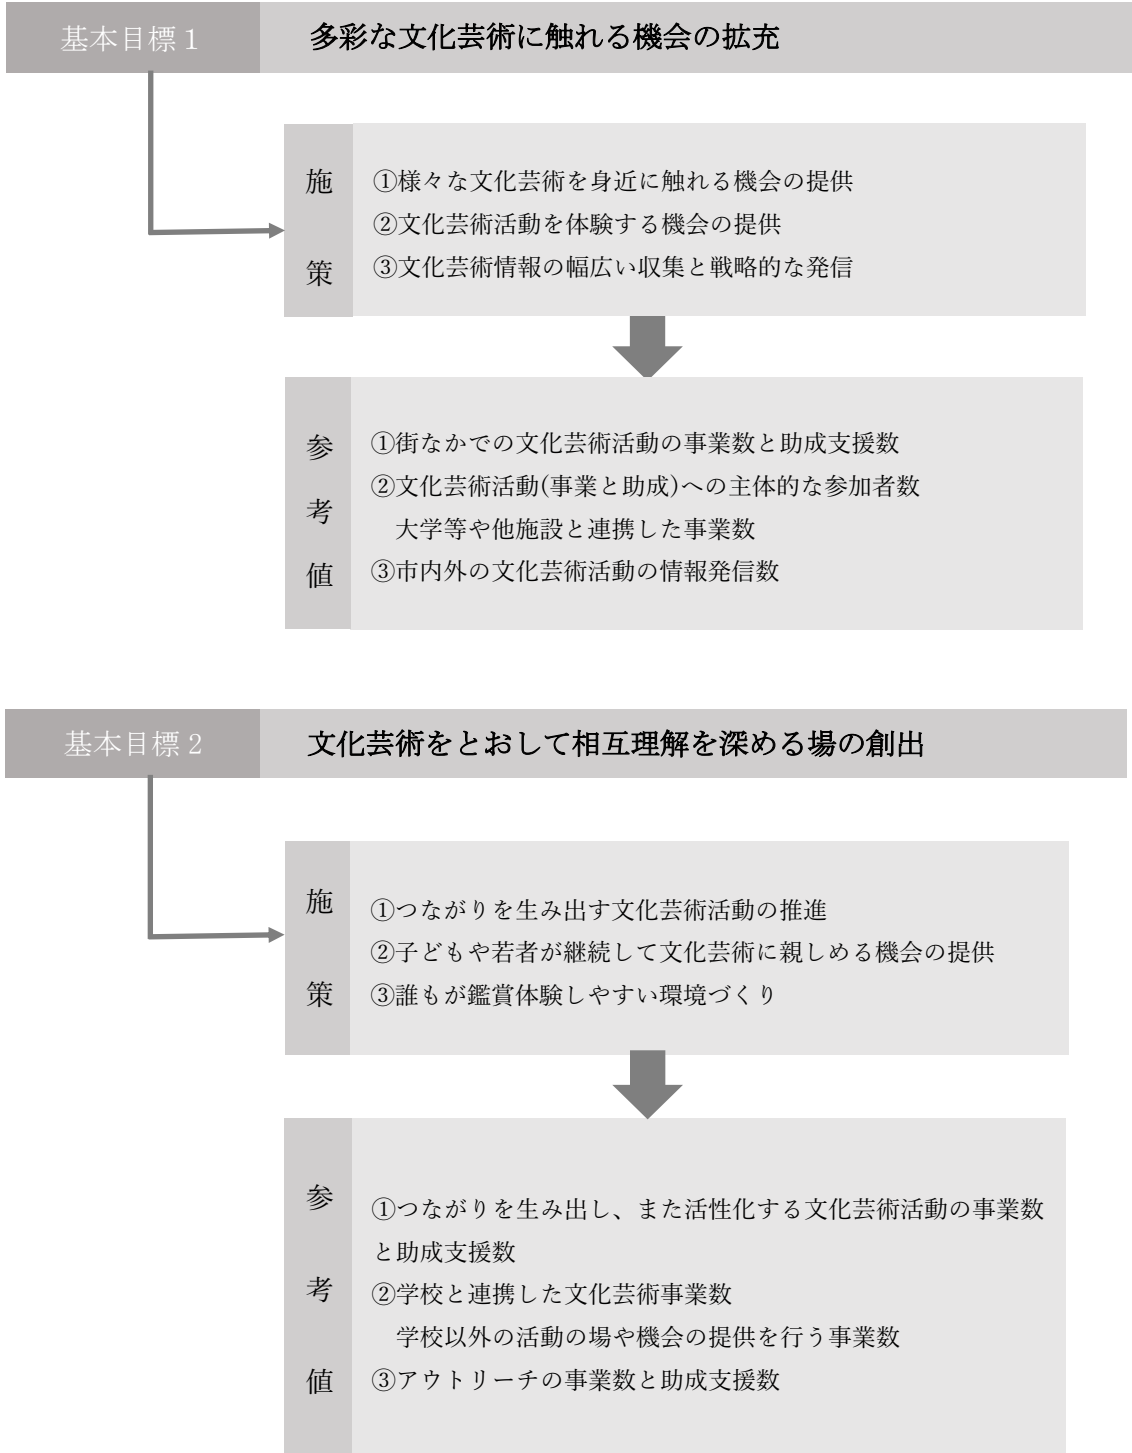 基本目標１ 多彩な文化芸術に触れる機会の拡充
施策
①様々な文化芸術を身近に触れる機会の提供
②文化芸術活動を体験する機会の提供
③文化芸術情報の幅広い収集と戦略的な発信
参考値
①街なかでの文化芸術活動の事業数と助成支援数
②文化芸術活動(事業と助成)への主体的な参加者数
大学等や他施設と連携した事業数
③市内外の文化芸術活動の情報発信数
基本目標２ 文化芸術をとおして相互理解を深める場の創出
施策
①つながりを生み出す文化芸術活動の推進
②子どもや若者が継続して文化芸術に親しめる機会の提供
③誰もが鑑賞体験しやすい環境づくり
参考値
①つながりを生み出し、また活性化する文化芸術活動の事業数
と助成支援数
②学校と連携した文化芸術事業数
学校以外の活動の場や機会の提供を行う事業数
③アウトリーチの事業数と助成支援数